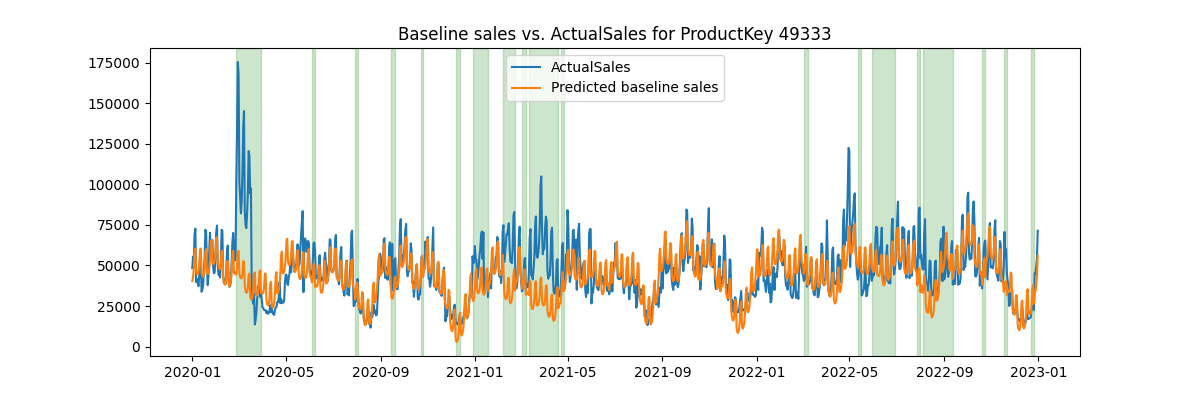 Baseline sales vs. ActualSales for ProductKey 49333
ActualSales
Predicted baseline sales
175000
150000
125000
100000
75000
50000
25000
0
2020-01 2020-05 2020-09 2021-01 2021-05 2021-09 2022-01 2022-05 2022-09 2023-01